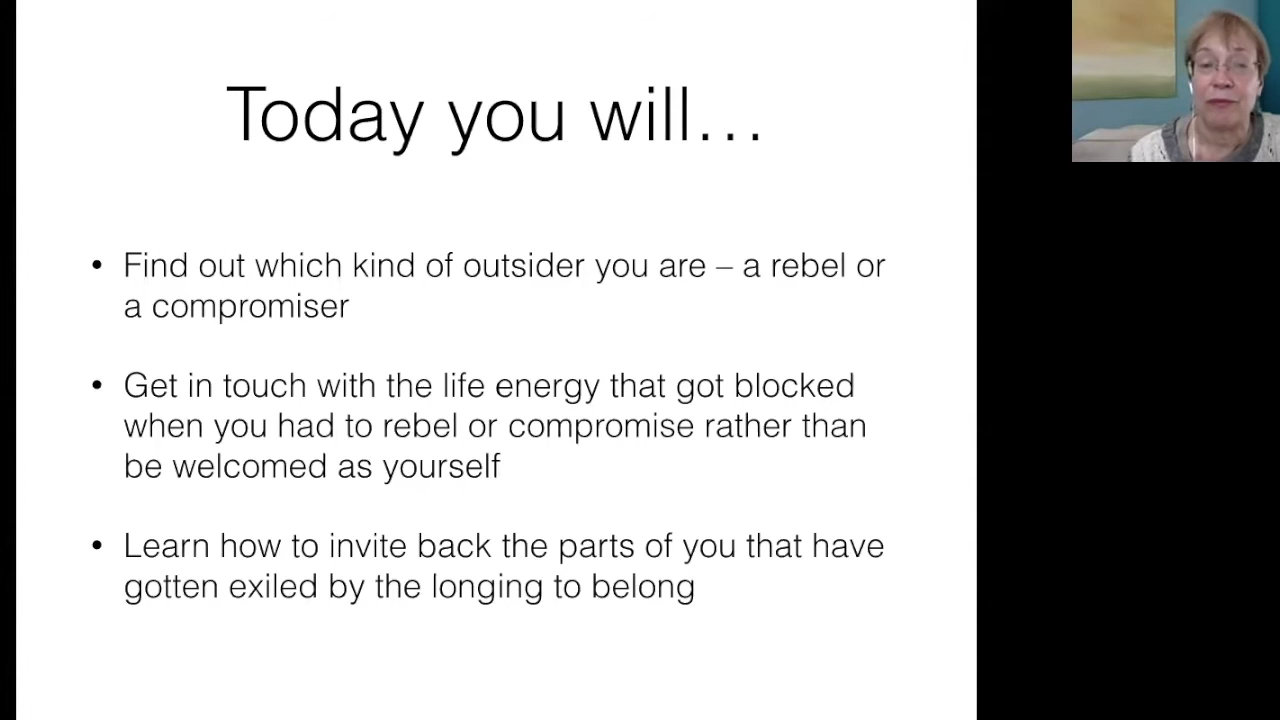 Today you will…
• Find out which kind of outsider you are – a rebel or
a compromiser
• Get in touch with the life energy that got blocked
when you had to rebel or compromise rather than
be welcomed as yourself
• Learn how to invite back the parts of you that have
gotten exiled by the longing to belong